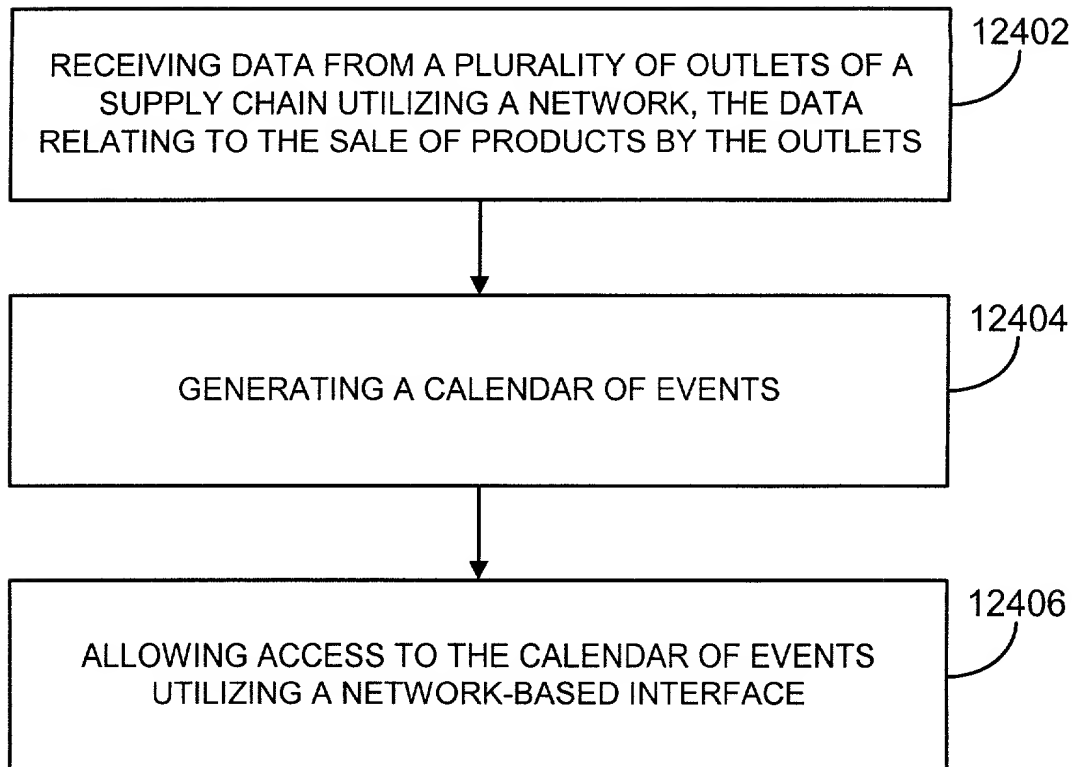 12402
RECEIVING DATA FROM A PLURALITY OF OUTLETS OF A
SUPPLY CHAIN UTILIZING A NETWORK, THE DATA
RELATING TO THE SALE OF PRODUCTS BY THE OUTLETS
12404
GENERATING A CALENDAR OF EVENTS
12406
ALLOWING ACCESS TO THE CALENDAR OF EVENTS
UTILIZING A NETWORK-BASED INTERFACE